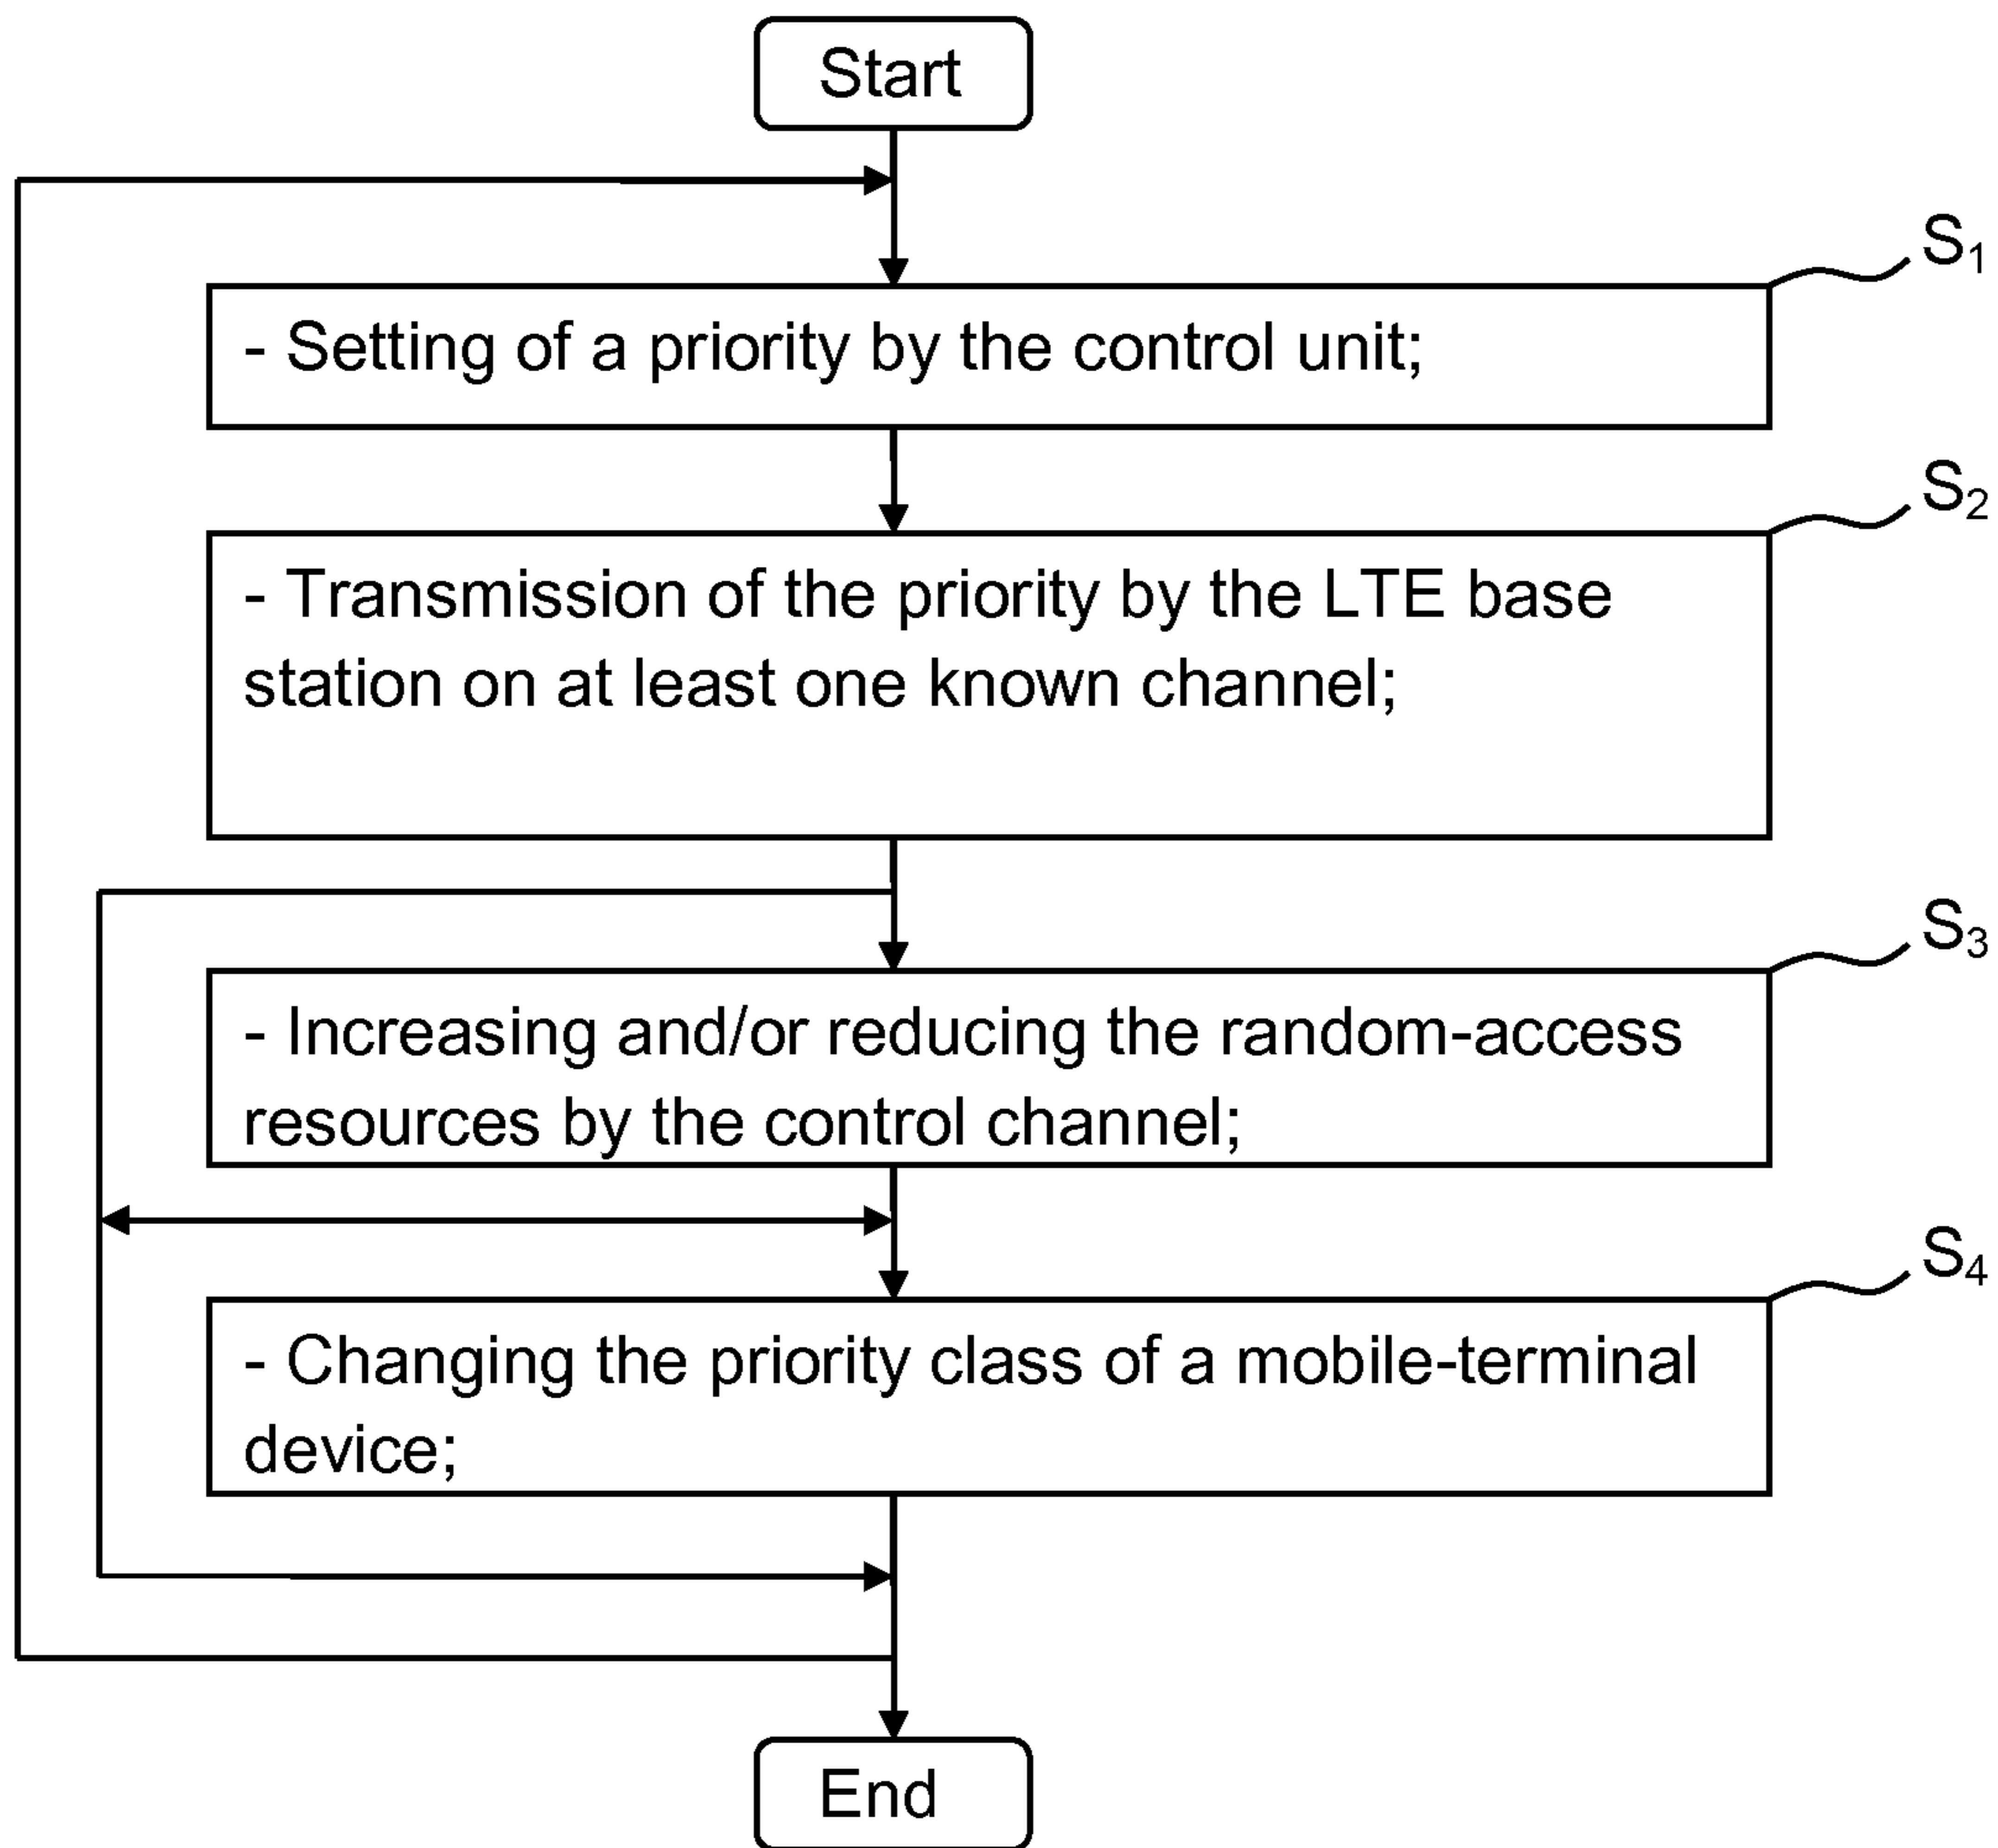 Start
S1
- Setting of a priority by the control unit;
S2
- Transmission of the priority by the LTE base
station on at least one known channel;
S3
- Increasing and/or reducing the random-access
resources by the control channel;
S4
- Changing the priority class of a mobile-terminal
device;
End